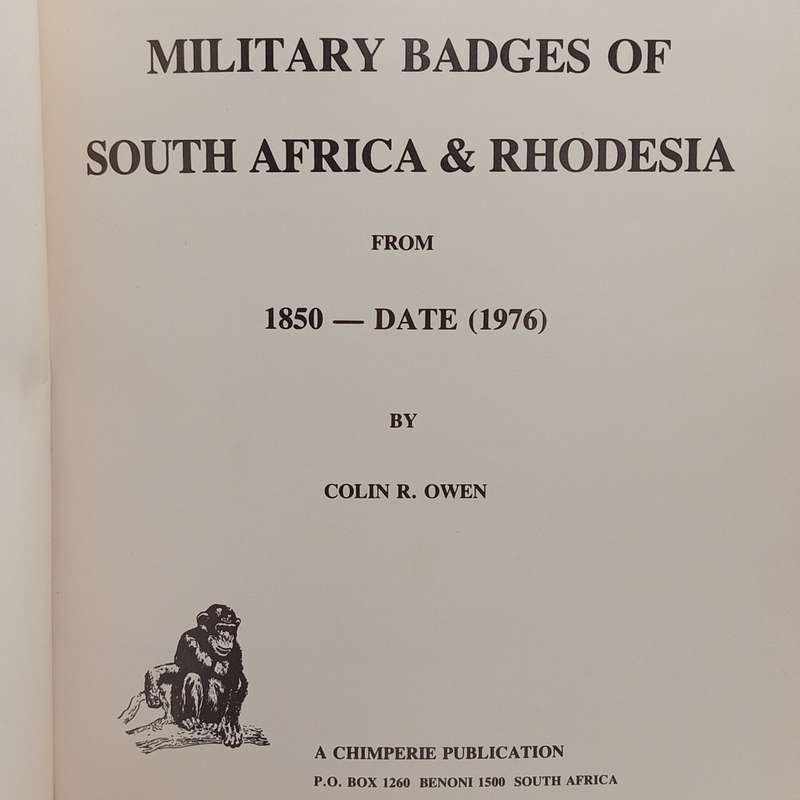 MILITARY BADGES OF
SOUTH AFRICA & RHODESIA
FROM
1850 — DATE (1976)
BY
COLIN R. OWEN
A CHIMPERIE PUBLICATION
P.O. BOX 1260 BENONI 1500 SOUTH AFRICA